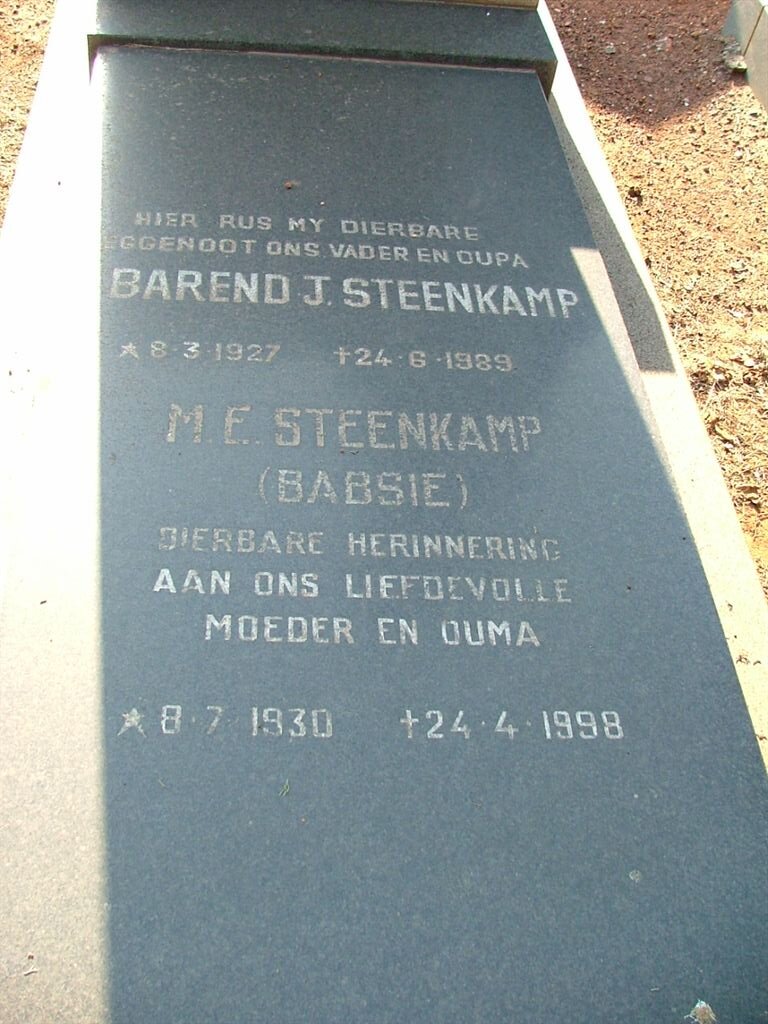 HIER RUS MY DIERBARE
EGGENOOT ONS VADER EN OUPA
BAREND J. STEENKAMP
★ 8·3·1927 ✝24·6·1989
M.E. STEENKAMP
(BABSIE)
DIERBARE HERINNERING
AAN ONS LIEFDEVOLLE
MOEDER EN OUMA
★ 8·7·1930 ✝24·4·1998